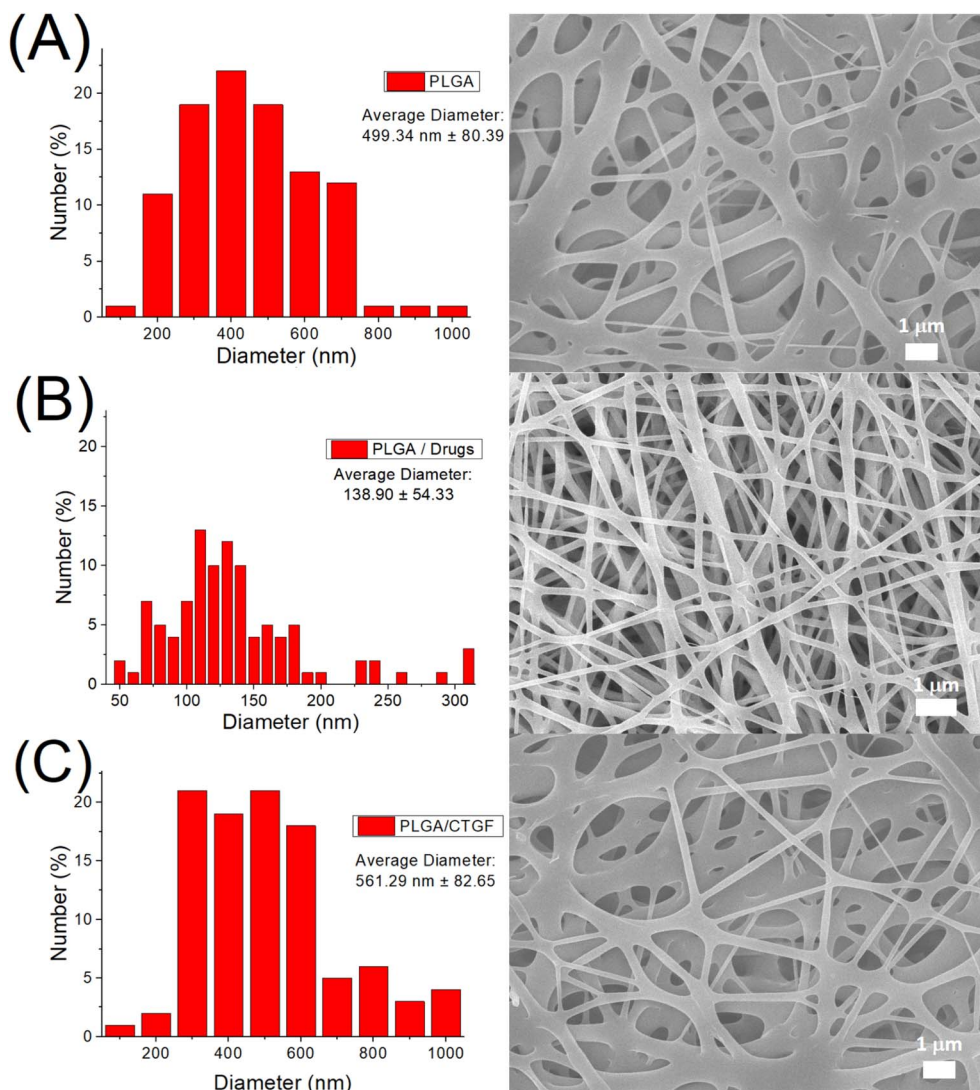 (A)
PLGA
Average Diameter:
499.34 nm ± 80.39
Number (%)
20
15
10
5
0
200 400 600 800 1000
Diameter (nm)
1 μm
(B)
PLGA / Drugs
Average Diameter:
138.90 ± 54.33
Number (%)
20
15
10
5
0
50 100 150 200 250 300
Diameter (nm)
1 μm
(C)
PLGA/CTGF
Average Diameter:
561.29 nm ± 82.65
Number (%)
20
15
10
5
0
200 400 600 800 1000
Diameter (nm)
1 μm